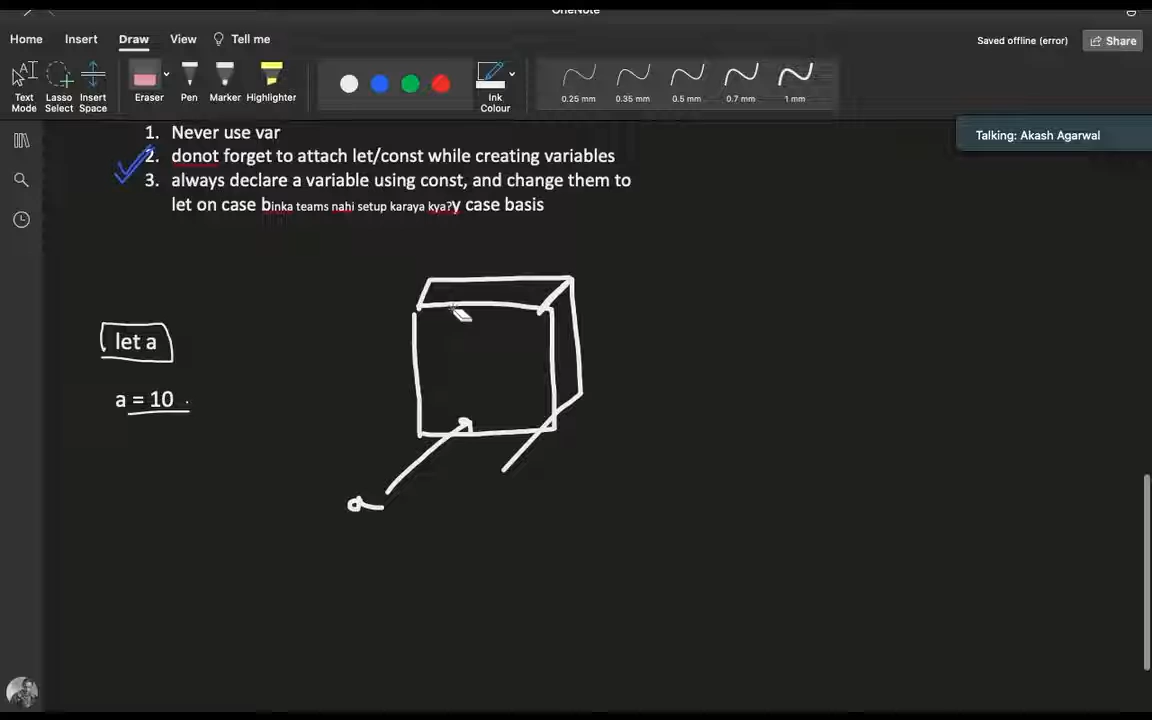 OneNote
Home Insert Draw View Tell me
Saved offline (error)
Share
Text Mode
Lasso Select
Insert Space
Eraser
Pen
Marker
Highlighter
Ink Colour
0.25 mm
0.35 mm
0.5 mm
0.7 mm
1 mm
Talking: Akash Agarwal
1. Never use var
2. donot forget to attach let/const while creating variables
3. always declare a variable using const, and change them to
let on case binka teams nahi setup karaya kya?y case basis
let a
a = 10
a